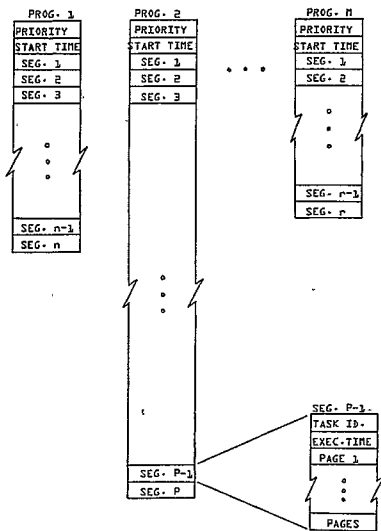 PROG. 1
PRIORITY
START TIME
SEG. 1
SEG. 2
SEG. 3
SEG. n-1
SEG. n
PROG. 2
PRIORITY
START TIME
SEG. 1
SEG. 2
SEG. 3
SEG. P-1
SEG. P
PROG. M
PRIORITY
START TIME
SEG. 1
SEG. 2
SEG. r-1
SEG. r
SEG. P-1.
TASK ID.
EXEC.TIME
PAGE 1
PAGES